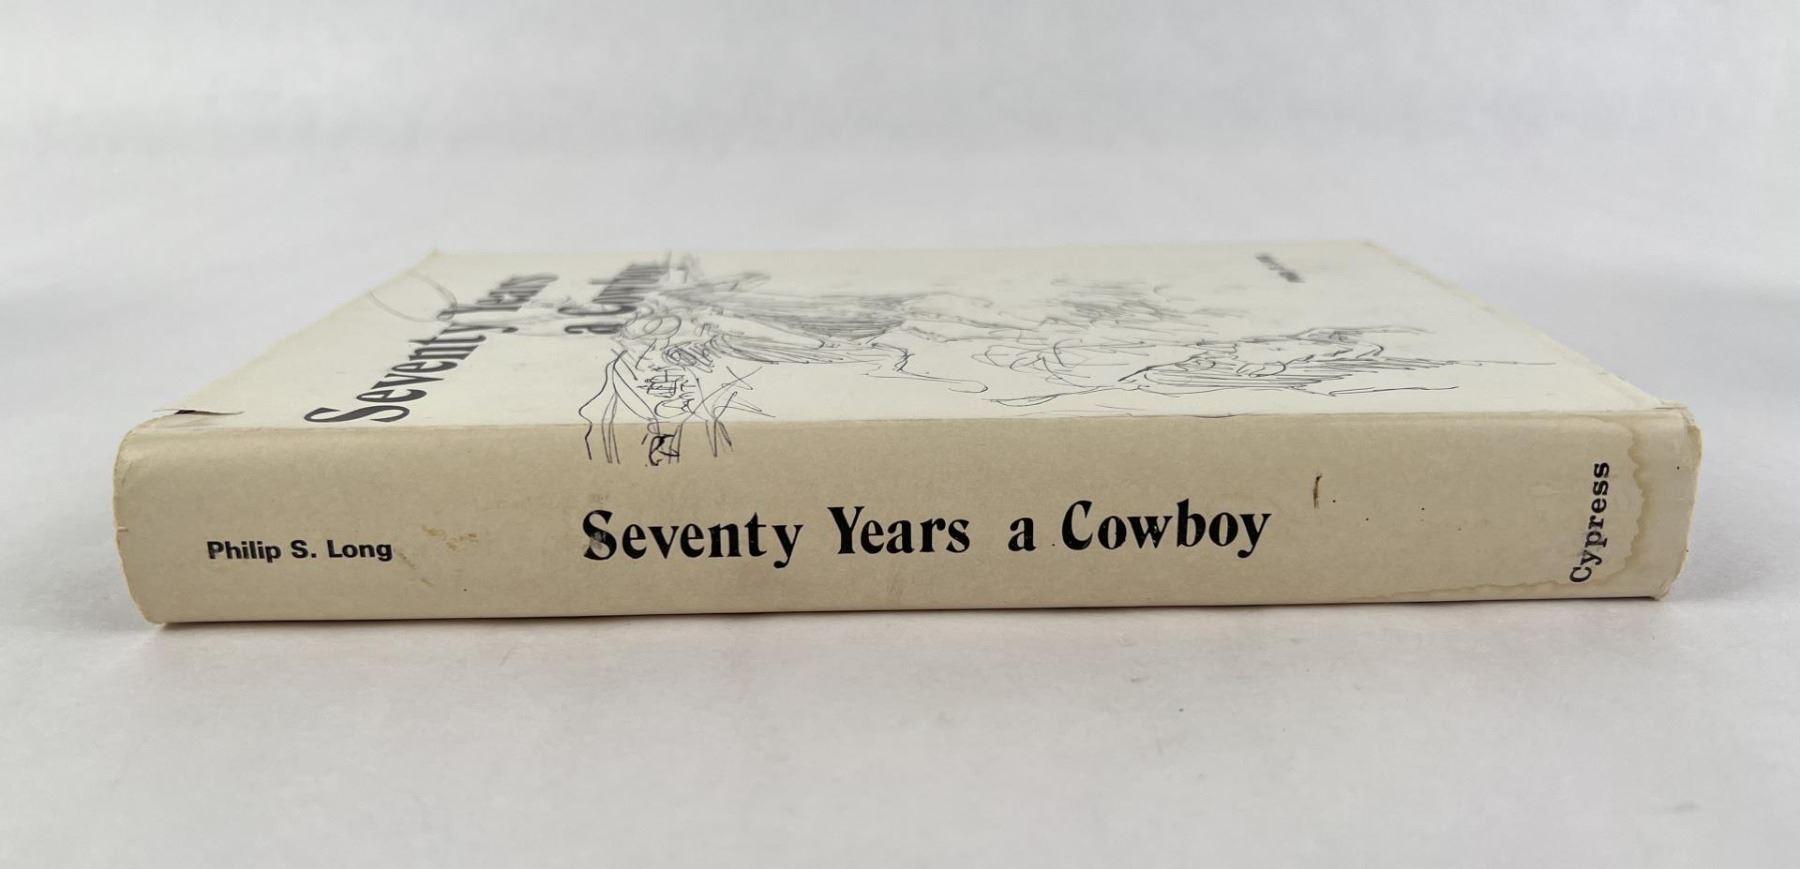 Seventy Years
a Cowboy
Philip S. Long
Seventy Years a Cowboy
Cypress